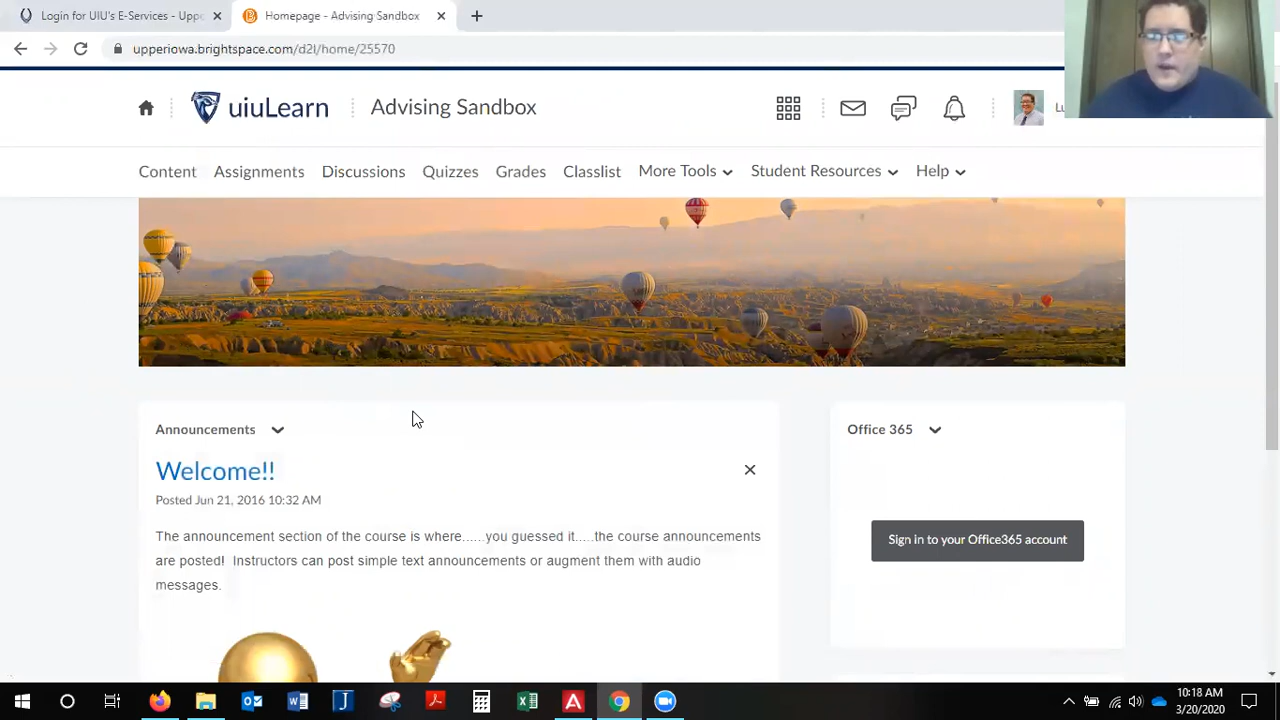 Login for UIU's E-Services - Uppe
Homepage - Advising Sandbox
upperiowa.brightspace.com/d2l/home/25570
uiuLearn
Advising Sandbox
Lu
Content
Assignments
Discussions
Quizzes
Grades
Classlist
More Tools
Student Resources
Help
Announcements
Welcome!!
Posted Jun 21, 2016 10:32 AM
The announcement section of the course is where......you guessed it.....the course announcements
are posted!  Instructors can post simple text announcements or augment them with audio
messages.
Office 365
Sign in to your Office365 account
10:18 AM
3/20/2020